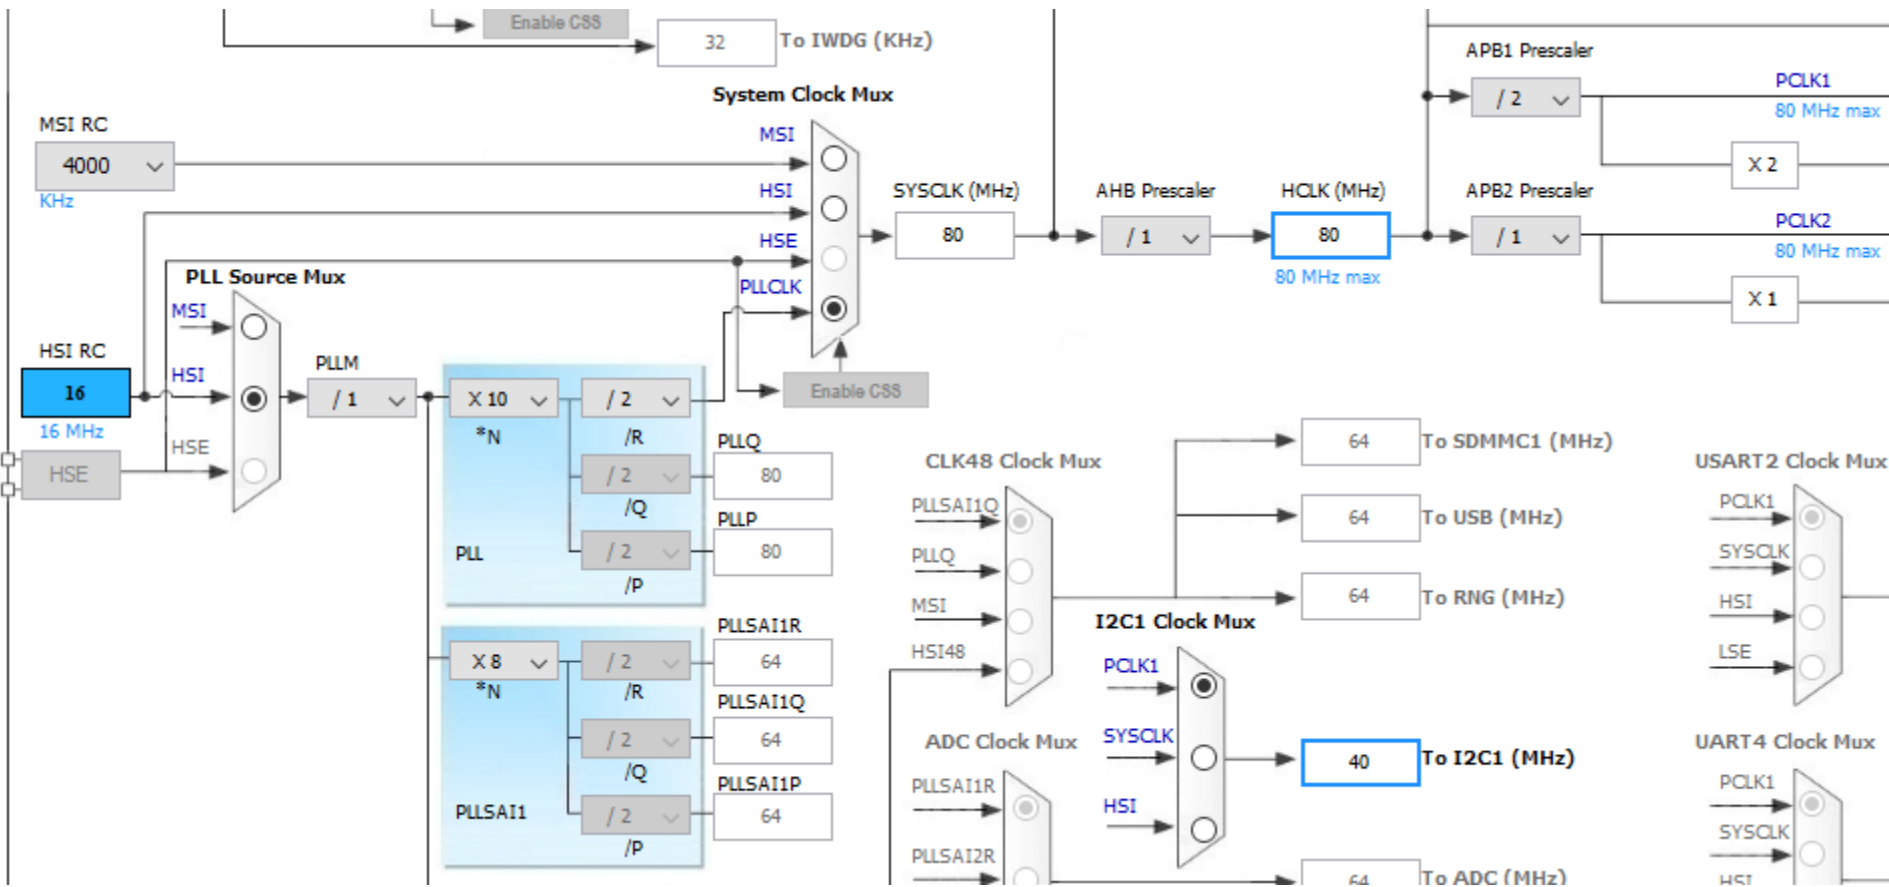 Enable CSS
32 To IWDG (KHz)
System Clock Mux
APB1 Prescaler
/ 2
PCLK1
80 MHz max
X 2
MSI RC
4000
KHz
MSI
HSI
HSE
PLLCLK
SYSCLK (MHz)
80
AHB Prescaler
/ 1
HCLK (MHz)
80
80 MHz max
APB2 Prescaler
/ 1
PCLK2
80 MHz max
X 1
PLL Source Mux
MSI
HSI
HSE
HSI RC
16
16 MHz
HSE
PLLM
/ 1
X 10
*N
/ 2
/R
/ 2
/Q
/ 2
/P
PLL
PLLQ
80
PLLP
80
Enable CSS
X 8
*N
/ 2
/R
/ 2
/Q
/ 2
/P
PLLSAI1
PLLSAI1R
64
PLLSAI1Q
64
PLLSAI1P
64
CLK48 Clock Mux
PLLSAI1Q
PLLQ
MSI
HSI48
64 To SDMMC1 (MHz)
64 To USB (MHz)
64 To RNG (MHz)
I2C1 Clock Mux
PCLK1
SYSCLK
HSI
40 To I2C1 (MHz)
ADC Clock Mux
PLLSAI1R
PLLSAI2R
64 To ADC (MHz)
USART2 Clock Mux
PCLK1
SYSCLK
HSI
LSE
UART4 Clock Mux
PCLK1
SYSCLK
HSI